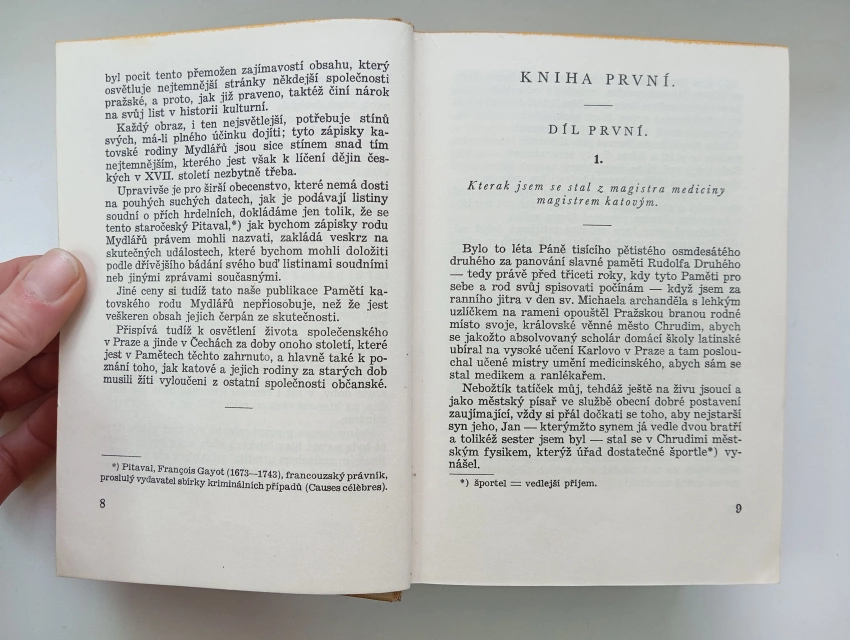 byl pocit tento přemožen zajímavostí obsahu, který
osvětluje nejtemnější stránky někdejší společnosti
pražské, a proto, jak již praveno, taktéž činí nárok
na svůj list v historii kulturní.
Každý obraz, i ten nejsvětlejší, potřebuje stínů
svých, má-li plného účinku dojíti; tyto zápisky ka-
tovské rodiny Mydlářů jsou sice stínem snad tím
nejtemnějším, kterého jest však k líčení dějin čes-
kých v XVII. století nezbytně třeba.
Upravivše je pro širší obecenstvo, které nemá dosti
na pouhých suchých datech, jak je podávají listiny
soudní o přích hrdelních, dokládáme jen tolik, že se
tento staročeský Pitaval,*) jak bychom zápisky rodu
Mydlářů právem mohli nazvati, zakládá veskrz na
skutečných událostech, které bychom mohli doložiti
podle dřívějšího bádání svého buď listinami soudními
neb jinými zprávami současnými.
Jiné ceny si tudíž tato naše publikace Pamětí ka-
tovského rodu Mydlářů nepřiosobuje, než že jest
veškeren obsah jejich čerpán ze skutečnosti.
Přispívá tudíž k osvětlení života společenského
v Praze a jinde v Čechách za doby onoho století, které
jest v Pamětech těchto zahrnuto, a hlavně také k po-
znání toho, jak katové a jejich rodiny za starých dob
musili žíti vyloučeni z ostatní společnosti občanské.
*) Pitaval, François Gayot (1673—1743), francouzský právník,
proslulý vydavatel sbírky kriminálních případů (Causes célèbres).
8
KNIHA PRVNÍ.
DÍL PRVNÍ.
1.
Kterak jsem se stal z magistra mediciny
magistrem katovým.
Bylo to léta Páně tisícího pětistého osmdesátého
druhého za panování slavné paměti Rudolfa Druhého
— tedy právě před třiceti roky, kdy tyto Paměti pro
sebe a rod svůj spisovati počínám — když jsem za
ranního jitra v den sv. Michaela archanděla s lehkým
uzlíčkem na rameni opouštěl Pražskou branou rodné
místo svoje, královské věnné město Chrudim, abych
se jakožto absolvovaný scholár domácí školy latinské
ubíral na vysoké učení Karlovo v Praze a tam poslou-
chal učené mistry umění medicinského, abych sám se
stal medikem a ranlékařem.
Nebožtík tatíček můj, tehdáž ještě na živu jsoucí a
jako městský písař ve službě obecní dobré postavení
zaujímající, vždy si přál dočkati se toho, aby nejstarší
syn jeho, Jan — kterýmžto synem já vedle dvou bratří
a tolikéž sester jsem byl — stal se v Chrudimi měst-
ským fysikem, kterýž úřad dostatečné športle*) vy-
nášel.
*) športel = vedlejší příjem.
9